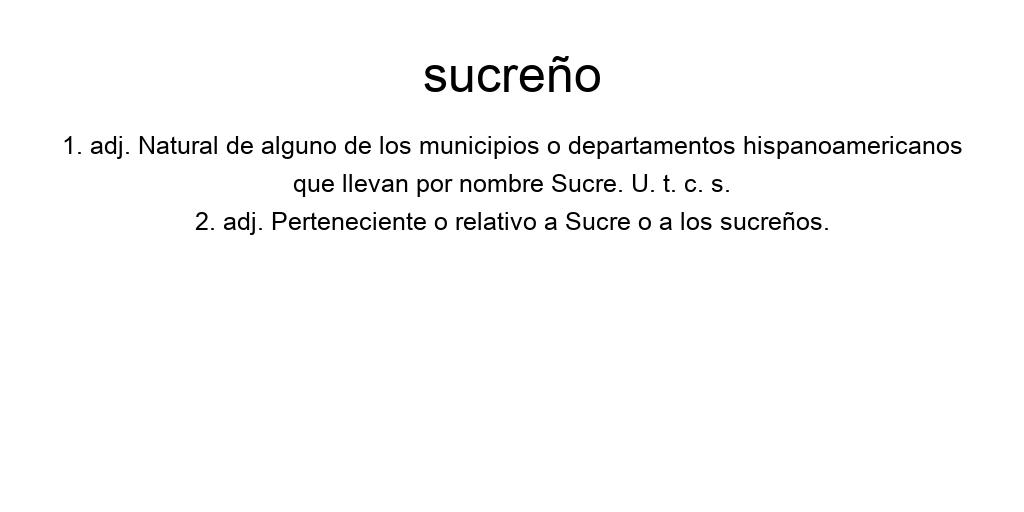 sucreño
1. adj. Natural de alguno de los municipios o departamentos hispanoamericanos
que llevan por nombre Sucre. U. t. c. s.
2. adj. Perteneciente o relativo a Sucre o a los sucreños.